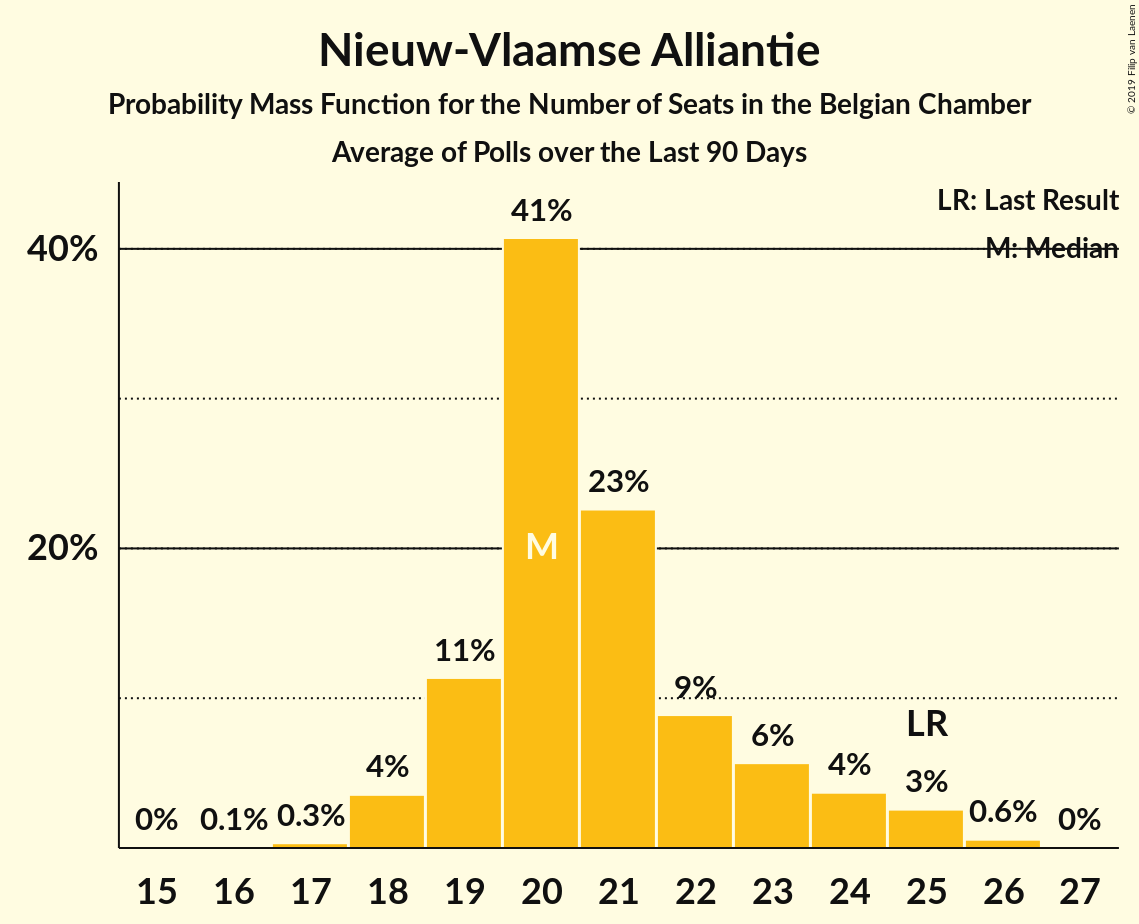 Nieuw-Vlaamse Alliantie
Probability Mass Function for the Number of Seats in the Belgian Chamber
Average of Polls over the Last 90 Days
© 2019 Filip van Laenen
LR: Last Result
M: Median
40%
20%
0%
0.1%
0.3%
4%
11%
41%
M
23%
9%
6%
4%
LR
3%
0.6%
0%
15 16 17 18 19 20 21 22 23 24 25 26 27